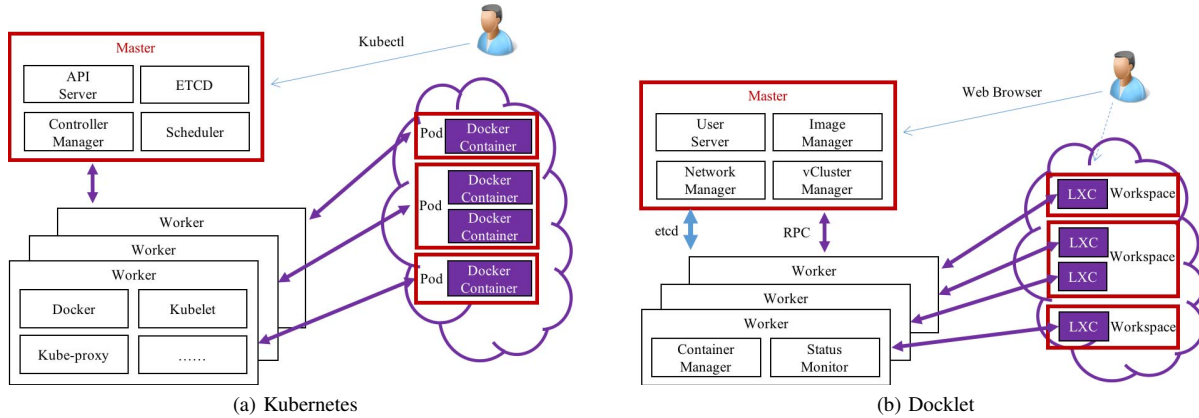 Kubectl
Master
API
Server
ETCD
Controller
Manager
Scheduler
Pod
Docker
Container
Pod
Docker
Container
Docker
Container
Pod
Docker
Container
Worker
Worker
Worker
Docker
Kubelet
Kube-proxy
......
(a) Kubernetes
Web Browser
Master
User
Server
Image
Manager
Network
Manager
vCluster
Manager
etcd
RPC
LXC
Workspace
LXC
Workspace
LXC
LXC
Workspace
Worker
Worker
Worker
Container
Manager
Status
Monitor
(b) Docklet